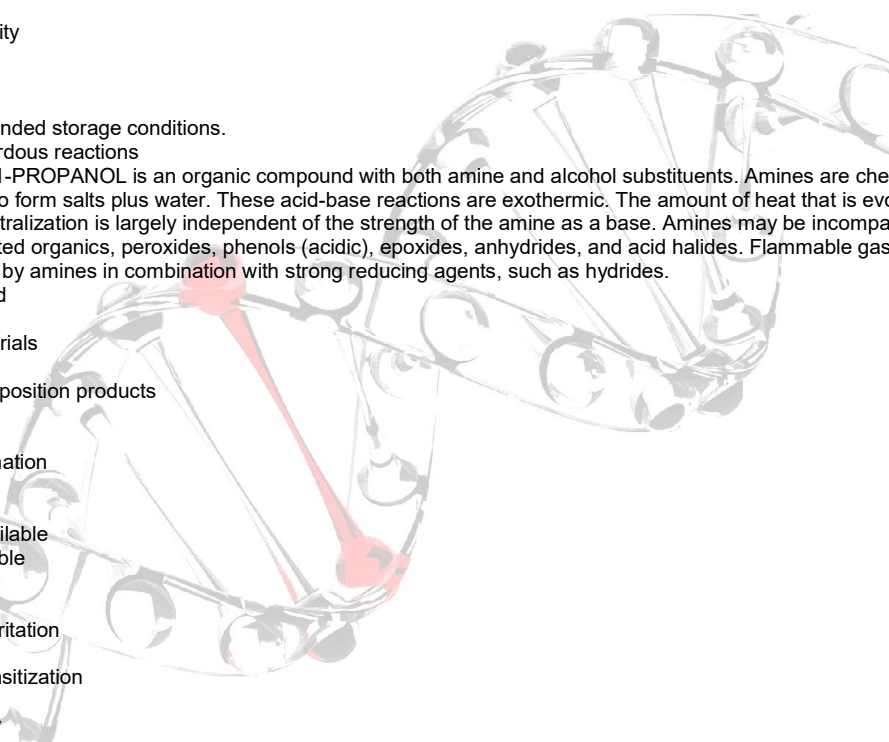 ity
nded storage conditions.
rdous reactions
1-PROPANOL is an organic compound with both amine and alcohol substituents. Amines are che
o form salts plus water. These acid-base reactions are exothermic. The amount of heat that is evo
tralization is largely independent of the strength of the amine as a base. Amines may be incompa
ted organics, peroxides, phenols (acidic), epoxides, anhydrides, and acid halides. Flammable gas
by amines in combination with strong reducing agents, such as hydrides.
d
rials
position products
ation
ilable
ble
ritation
sitization